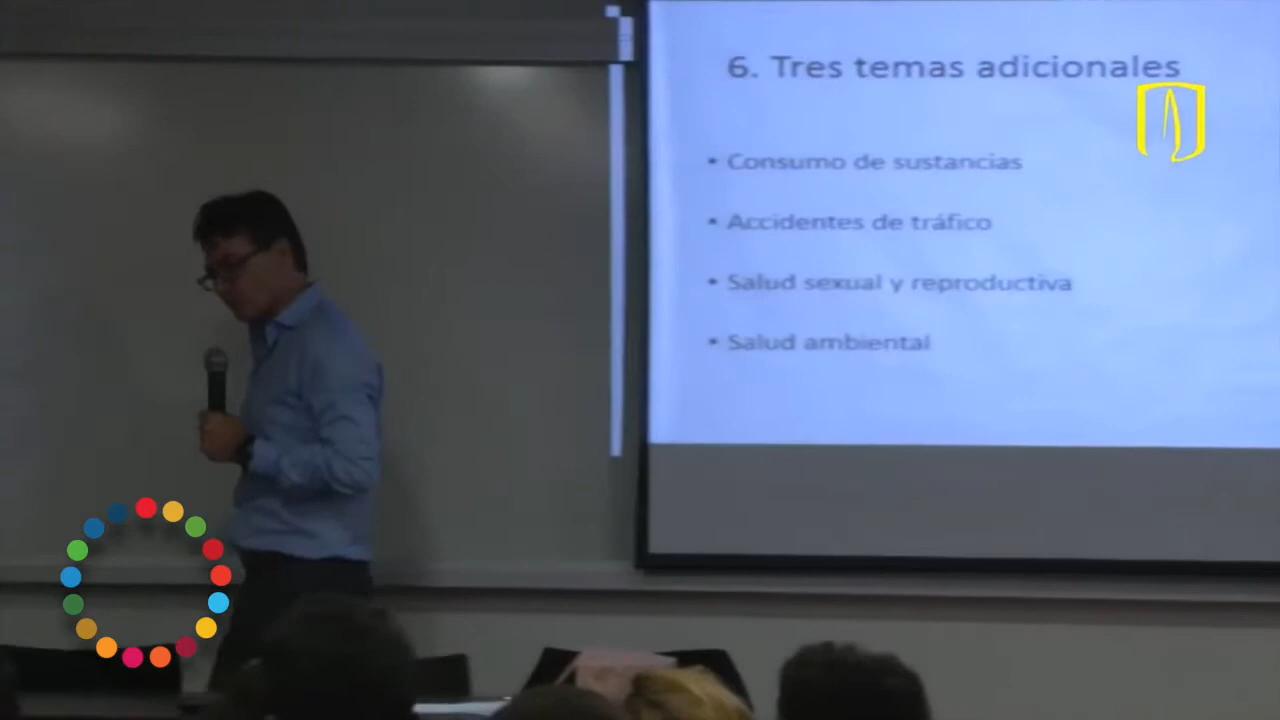 6. Tres temas adicionales
• Consumo de sustancias
• Accidentes de tráfico
• Salud sexual y reproductiva
• Salud ambiental